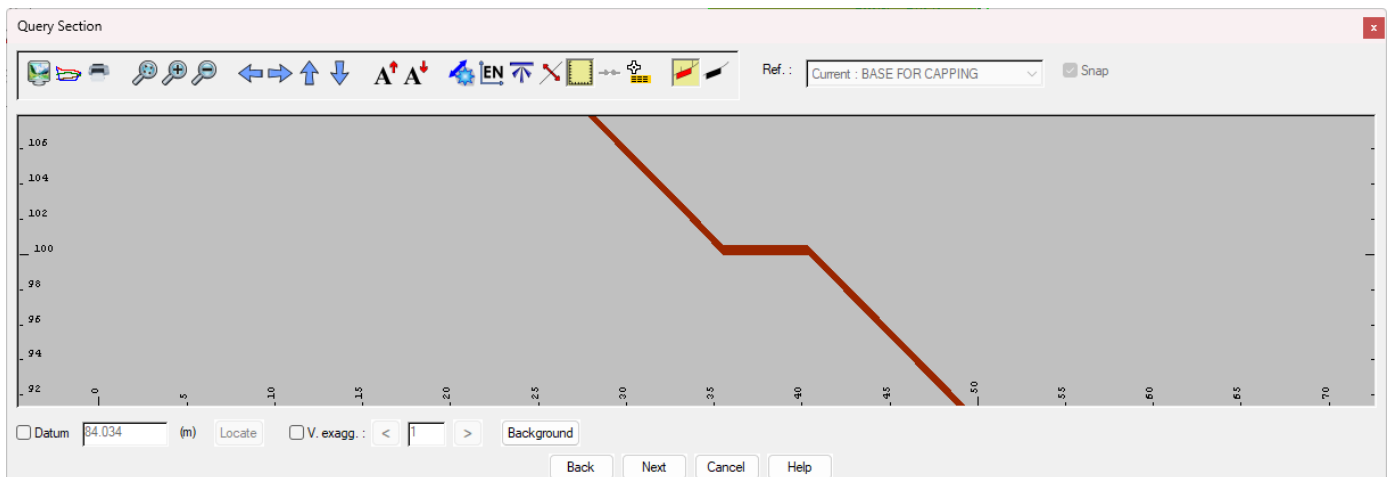 Query Section
x
A A EN Ref. : Current : BASE FOR CAPPING Snap
106
104
102
100
98
96
94
92
0 5 10 15 20 25 30 35 40 45 50 55 60 65 70
Datum 84.034 (m) Locate V. exagg. : < 1 > Background
Back Next Cancel Help